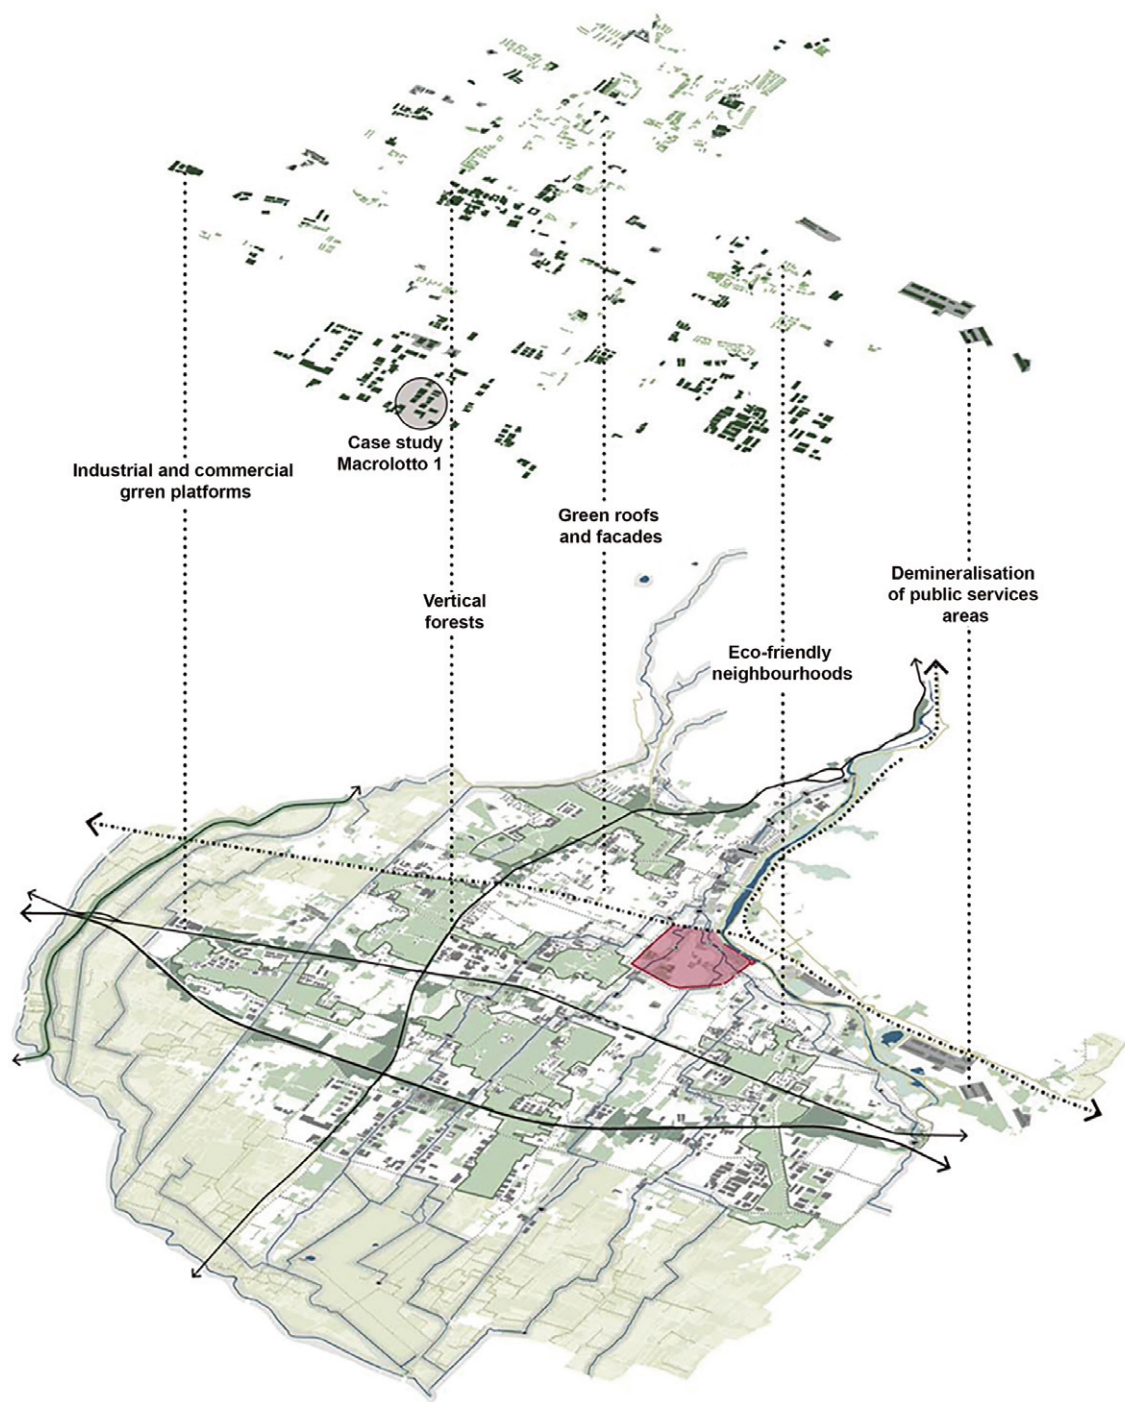 Case study
Macrolotto 1
Industrial and commercial
grren platforms
Green roofs
and facades
Demineralisation
of public services
areas
Vertical
forests
Eco-friendly
neighbourhoods